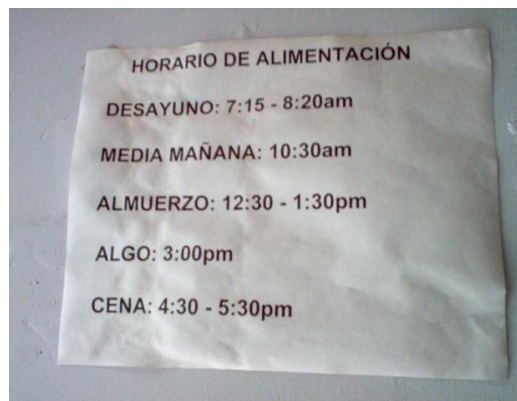 HORARIO DE ALIMENTACIÓN
DESAYUNO: 7:15 - 8:20am
MEDIA MAÑANA: 10:30am
ALMUERZO: 12:30 - 1:30pm
ALGO: 3:00pm
CENA: 4:30 - 5:30pm